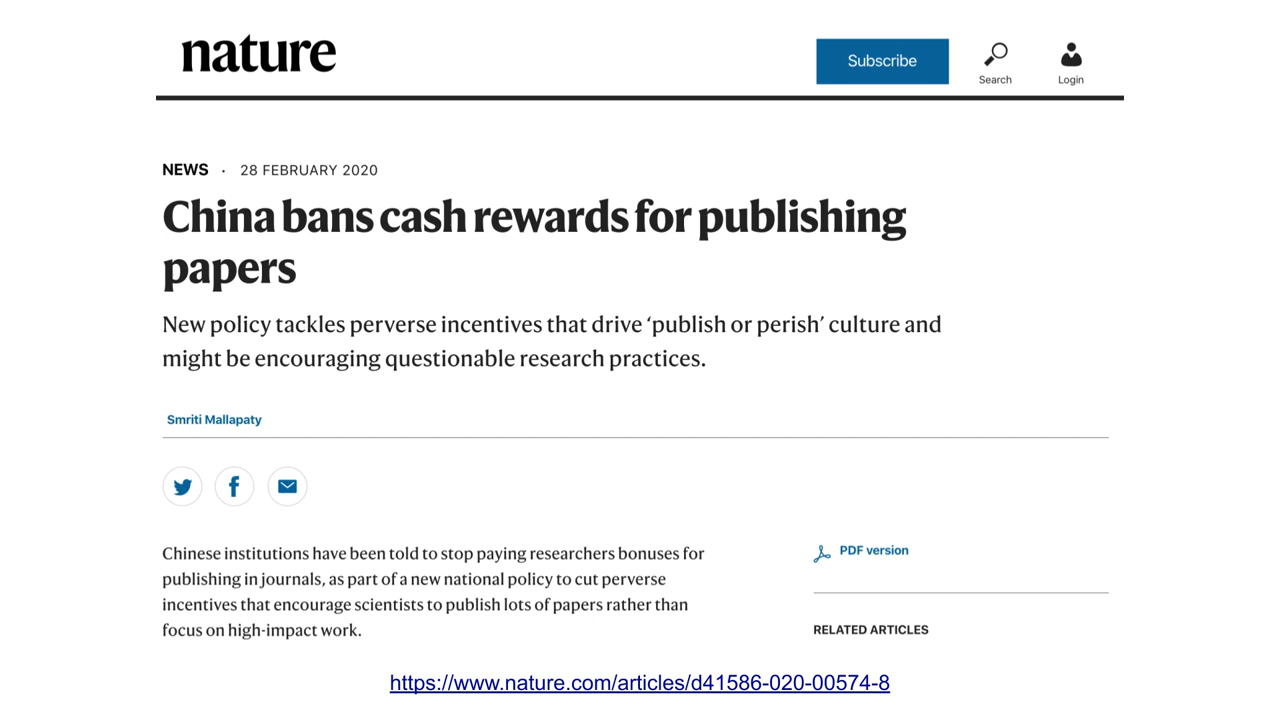 nature
Subscribe
Search
Login
NEWS · 28 FEBRUARY 2020
China bans cash rewards for publishing
papers
New policy tackles perverse incentives that drive ‘publish or perish’ culture and
might be encouraging questionable research practices.
Smriti Mallapaty
Chinese institutions have been told to stop paying researchers bonuses for
publishing in journals, as part of a new national policy to cut perverse
incentives that encourage scientists to publish lots of papers rather than
focus on high-impact work.
PDF version
RELATED ARTICLES
https://www.nature.com/articles/d41586-020-00574-8